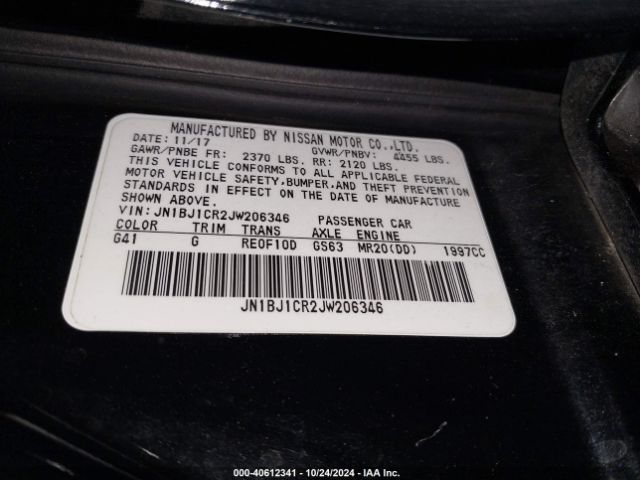 MANUFACTURED BY NISSAN MOTOR CO.,LTD.
DATE: 11/17 GVWR/PNBV: 4455 LBS.
GAWR/PNBE FR: 2370 LBS. RR: 2120 LBS.
THIS VEHICLE CONFORMS TO ALL APPLICABLE FEDERAL
MOTOR VEHICLE SAFETY,BUMPER,AND THEFT PREVENTION
STANDARDS IN EFFECT ON THE DATE OF MANUFACTURE
SHOWN ABOVE.
VIN: JN1BJ1CR2JW206346 PASSENGER CAR
COLOR TRIM TRANS AXLE ENGINE
G41 G RE0F10D GS63 MR20(DD) 1997CC
JN1BJ1CR2JW206346
000-40612341 - 10/24/2024 - IAA Inc.